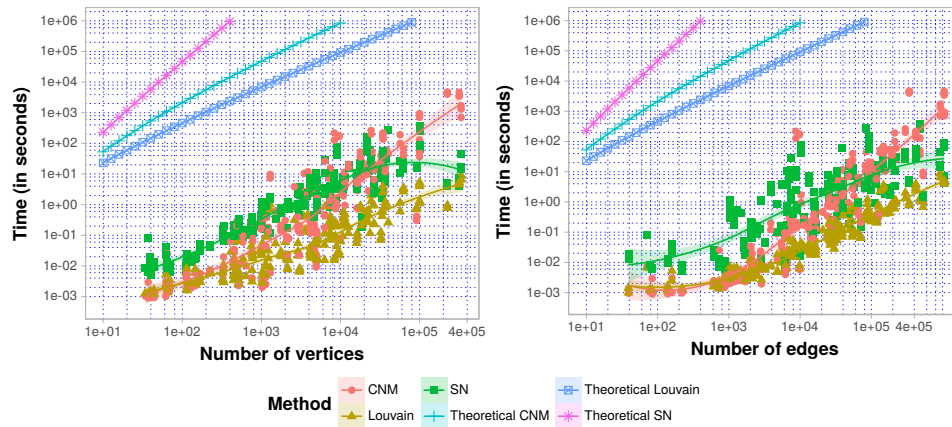 1e+06
1e+05
1e+04
1e+03
1e+02
1e+01
1e+00
1e-01
1e-02
1e-03
Time (in seconds)
1e+01 1e+02 1e+03 1e+04 1e+05 4e+05
Number of vertices
1e+06
1e+05
1e+04
1e+03
1e+02
1e+01
1e+00
1e-01
1e-02
1e-03
Time (in seconds)
1e+01 1e+02 1e+03 1e+04 1e+05 4e+05
Number of edges
Method
CNM SN Theoretical Louvain
Louvain Theoretical CNM Theoretical SN